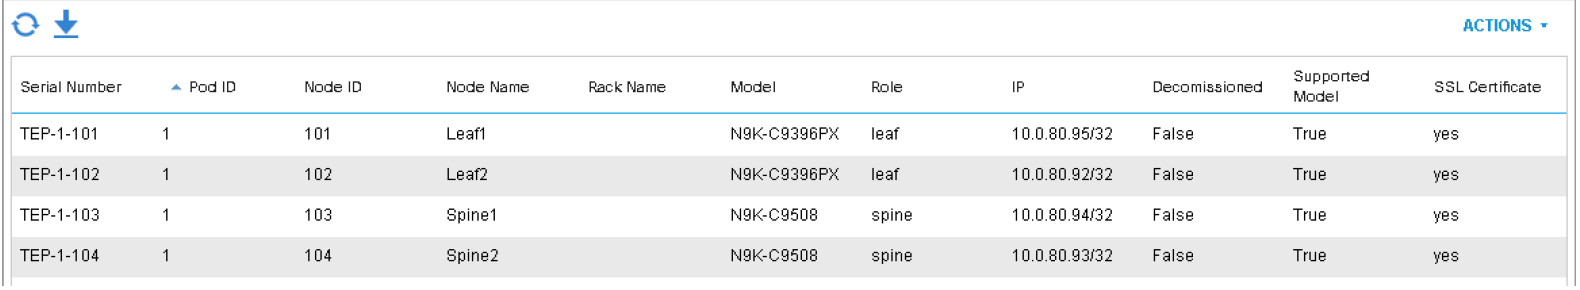 ACTIONS
Serial Number Pod ID Node ID Node Name Rack Name Model Role IP Decomissioned Supported Model SSL Certificate
TEP-1-101 1 101 Leaf1 N9K-C9396PX leaf 10.0.80.95/32 False True yes
TEP-1-102 1 102 Leaf2 N9K-C9396PX leaf 10.0.80.92/32 False True yes
TEP-1-103 1 103 Spine1 N9K-C9508 spine 10.0.80.94/32 False True yes
TEP-1-104 1 104 Spine2 N9K-C9508 spine 10.0.80.93/32 False True yes